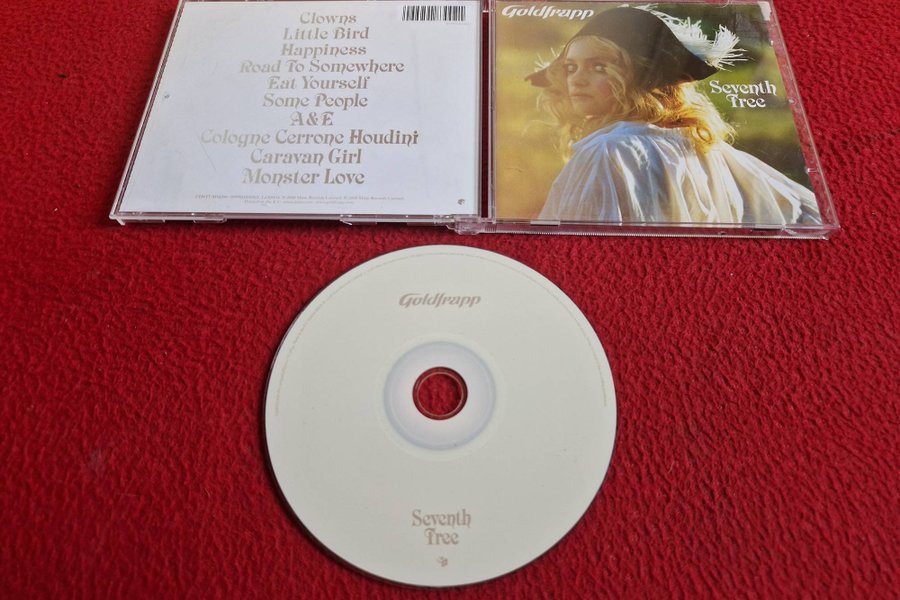 Clowns
Little Bird
Happiness
Road To Somewhere
Eat Yourself
Some People
A&E
Cologne Cerrone Houdini
Caravan Girl
Monster Love
Goldfrapp
Seventh
Tree
Goldfrapp
Seventh
Tree